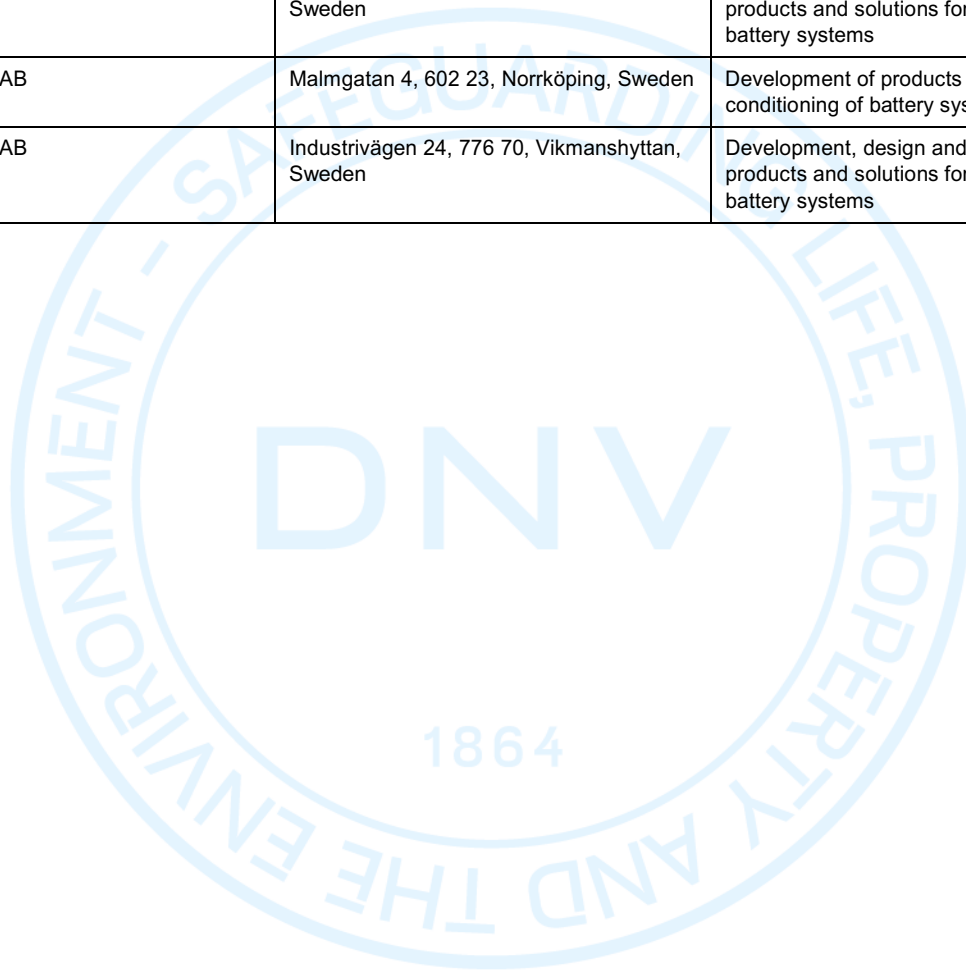 Sweden
products and solutions for
battery systems
AB
Malmgatan 4, 602 23, Norrköping, Sweden
Development of products
conditioning of battery sys
AB
Industrivägen 24, 776 70, Vikmanshyttan,
Sweden
Development, design and
products and solutions for
battery systems
SAFEGUARDING LIFE, PROPERTY AND THE ENVIRONMENT -
DNV
1864